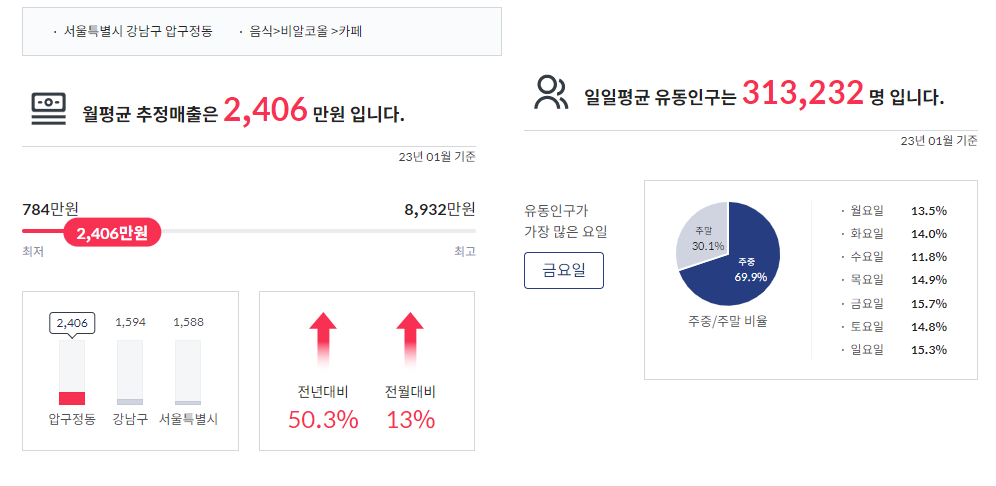 · 서울특별시 강남구 압구정동 · 음식>비알코올 >카페
월평균 추정매출은 2,406 만원 입니다.
23년 01월 기준
784만원 8,932만원
2,406만원
최저 최고
2,406 1,594 1,588
압구정동 강남구 서울특별시
전년대비 전월대비
50.3% 13%
일일평균 유동인구는 313,232 명 입니다.
23년 01월 기준
유동인구가
가장 많은 요일
금요일
주말
30.1%
주중
69.9%
주중/주말 비율
· 월요일 13.5%
· 화요일 14.0%
· 수요일 11.8%
· 목요일 14.9%
· 금요일 15.7%
· 토요일 14.8%
· 일요일 15.3%